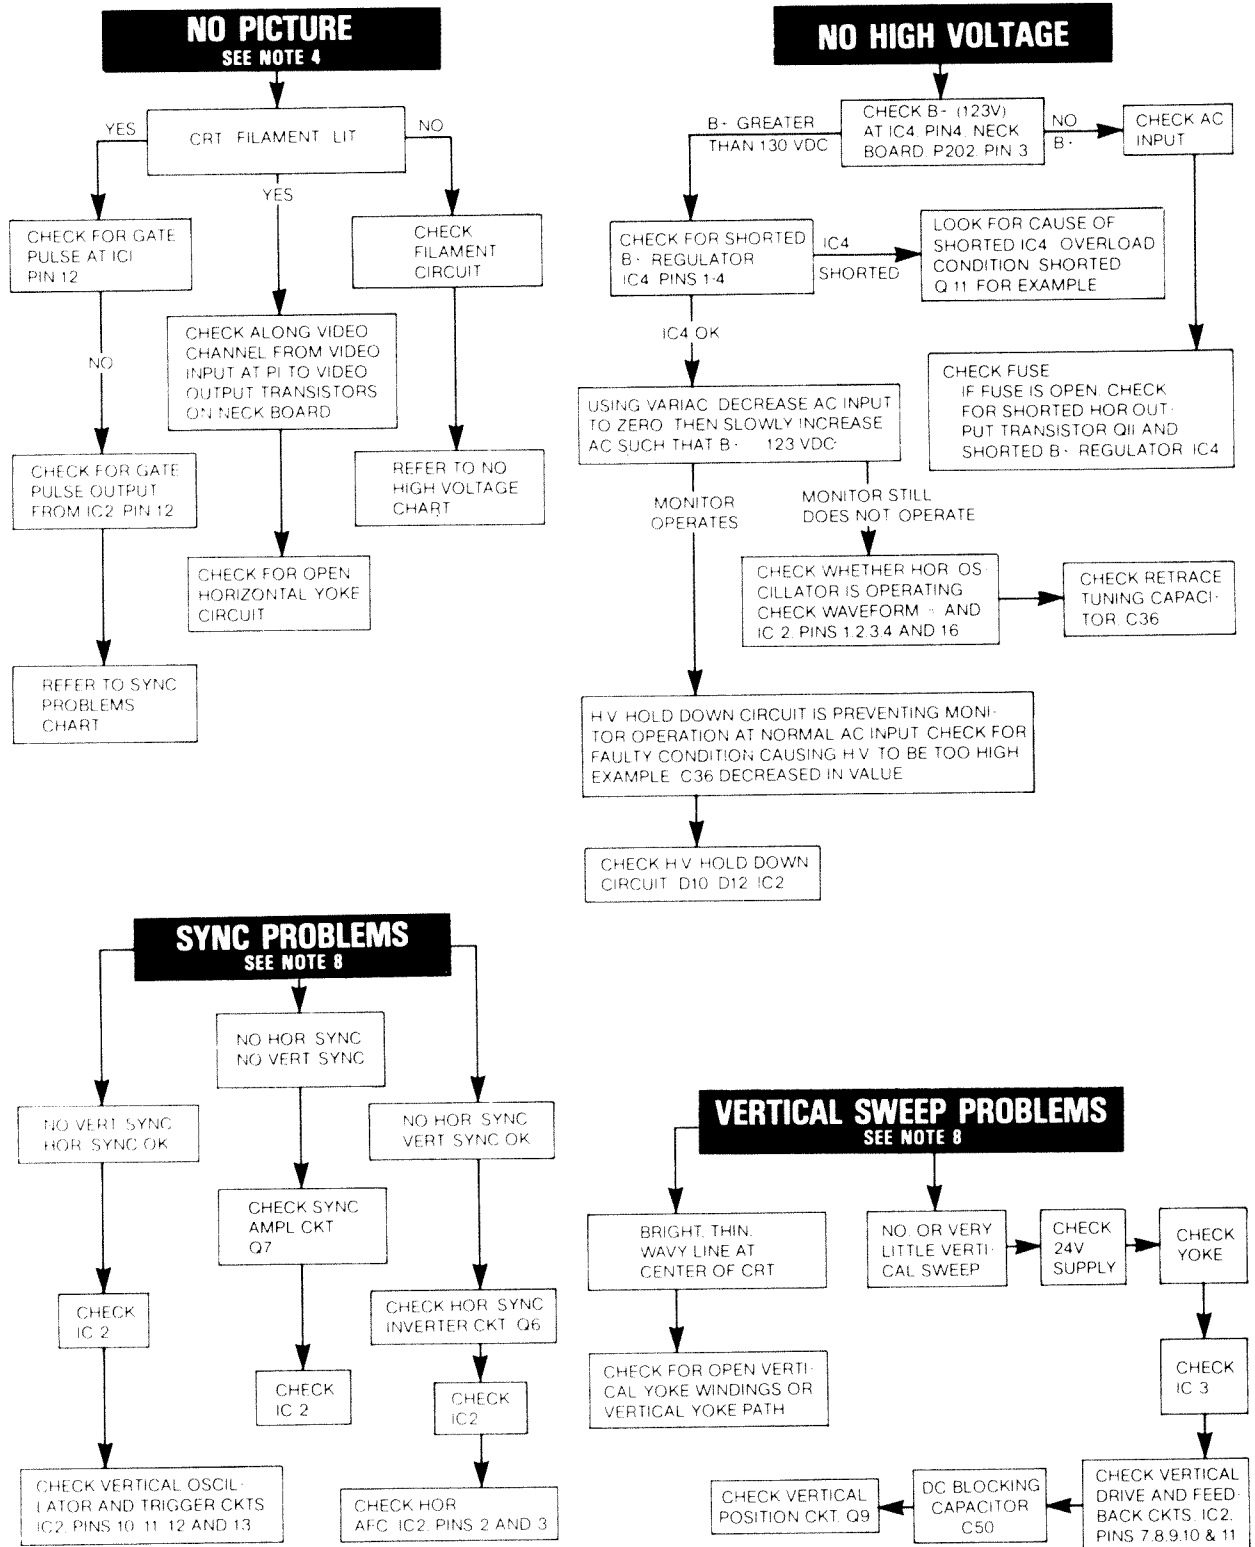 NO PICTURE
SEE NOTE 4
CRT FILAMENT LIT
YES
NO
YES
CHECK FOR GATE
PULSE AT IC1
PIN 12
CHECK
FILAMENT
CIRCUIT
NO
CHECK ALONG VIDEO
CHANNEL FROM VIDEO
INPUT AT P1 TO VIDEO
OUTPUT TRANSISTORS
ON NECK BOARD
CHECK FOR GATE
PULSE OUTPUT
FROM IC2 PIN 12
REFER TO NO
HIGH VOLTAGE
CHART
CHECK FOR OPEN
HORIZONTAL YOKE
CIRCUIT
REFER TO SYNC
PROBLEMS
CHART
NO HIGH VOLTAGE
CHECK B- (123V)
AT IC4. PIN4. NECK
BOARD. P202. PIN 3
B- GREATER
THAN 130 VDC
NO
B-
CHECK AC
INPUT
CHECK FOR SHORTED
B- REGULATOR
IC4 PINS 1-4
IC4
SHORTED
LOOK FOR CAUSE OF
SHORTED IC4 OVERLOAD
CONDITION SHORTED
Q 11 FOR EXAMPLE
IC4 OK
CHECK FUSE
IF FUSE IS OPEN. CHECK
FOR SHORTED HOR OUT-
PUT TRANSISTOR Q11 AND
SHORTED B- REGULATOR IC4
USING VARIAC DECREASE AC INPUT
TO ZERO THEN SLOWLY INCREASE
AC SUCH THAT B- 123 VDC
MONITOR
OPERATES
MONITOR STILL
DOES NOT OPERATE
CHECK WHETHER HOR OS-
CILLATOR IS OPERATING
CHECK WAVEFORM AND
IC 2. PINS 1.2.3.4 AND 16
CHECK RETRACE
TUNING CAPACI-
TOR. C36
H V HOLD DOWN CIRCUIT IS PREVENTING MONI-
TOR OPERATION AT NORMAL AC INPUT CHECK FOR
FAULTY CONDITION CAUSING H V TO BE TOO HIGH
EXAMPLE C36 DECREASED IN VALUE
CHECK H V HOLD DOWN
CIRCUIT D10 D12 IC2
SYNC PROBLEMS
SEE NOTE 8
NO HOR SYNC
NO VERT SYNC
NO VERT SYNC
HOR SYNC OK
NO HOR SYNC
VERT SYNC OK
CHECK SYNC
AMPL CKT
Q7
CHECK
IC 2
CHECK HOR SYNC
INVERTER CKT Q6
CHECK
IC 2
CHECK
IC2
CHECK VERTICAL OSCIL-
LATOR AND TRIGGER CKTS
IC2. PINS 10 11 12 AND 13
CHECK HOR
AFC IC2. PINS 2 AND 3
VERTICAL SWEEP PROBLEMS
SEE NOTE 8
BRIGHT. THIN.
WAVY LINE AT
CENTER OF CRT
NO. OR VERY
LITTLE VERTI-
CAL SWEEP
CHECK
24V
SUPPLY
CHECK
YOKE
CHECK FOR OPEN VERTI-
CAL YOKE WINDINGS OR
VERTICAL YOKE PATH
CHECK
IC 3
CHECK VERTICAL
DRIVE AND FEED-
BACK CKTS. IC2.
PINS 7.8.9.10 & 11
DC BLOCKING
CAPACITOR
C50
CHECK VERTICAL
POSITION CKT. Q9